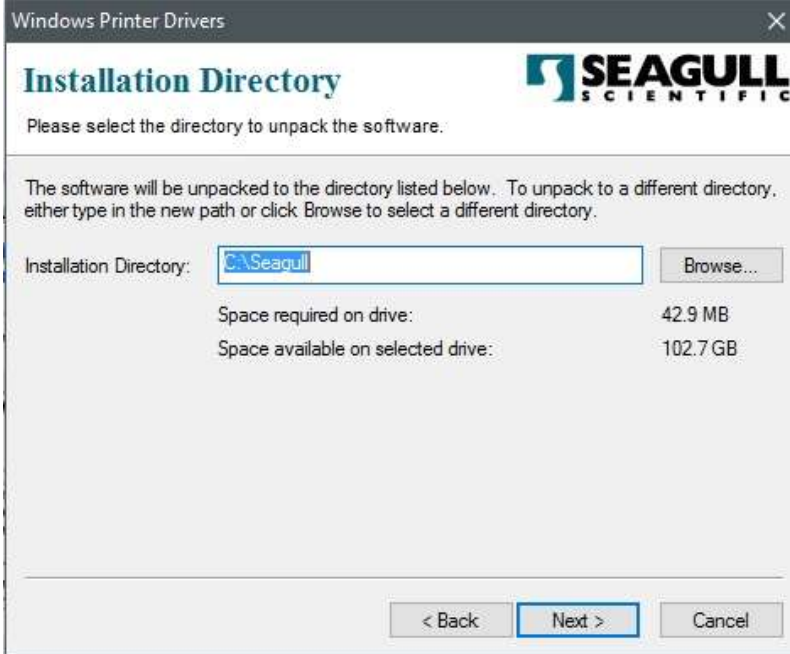 Windows Printer Drivers
Installation Directory
SEAGULL
SCIENTIFIC
Please select the directory to unpack the software.
The software will be unpacked to the directory listed below. To unpack to a different directory,
either type in the new path or click Browse to select a different directory.
Installation Directory: C:\Seagull Browse...
Space required on drive: 42.9 MB
Space available on selected drive: 102.7 GB
< Back Next > Cancel